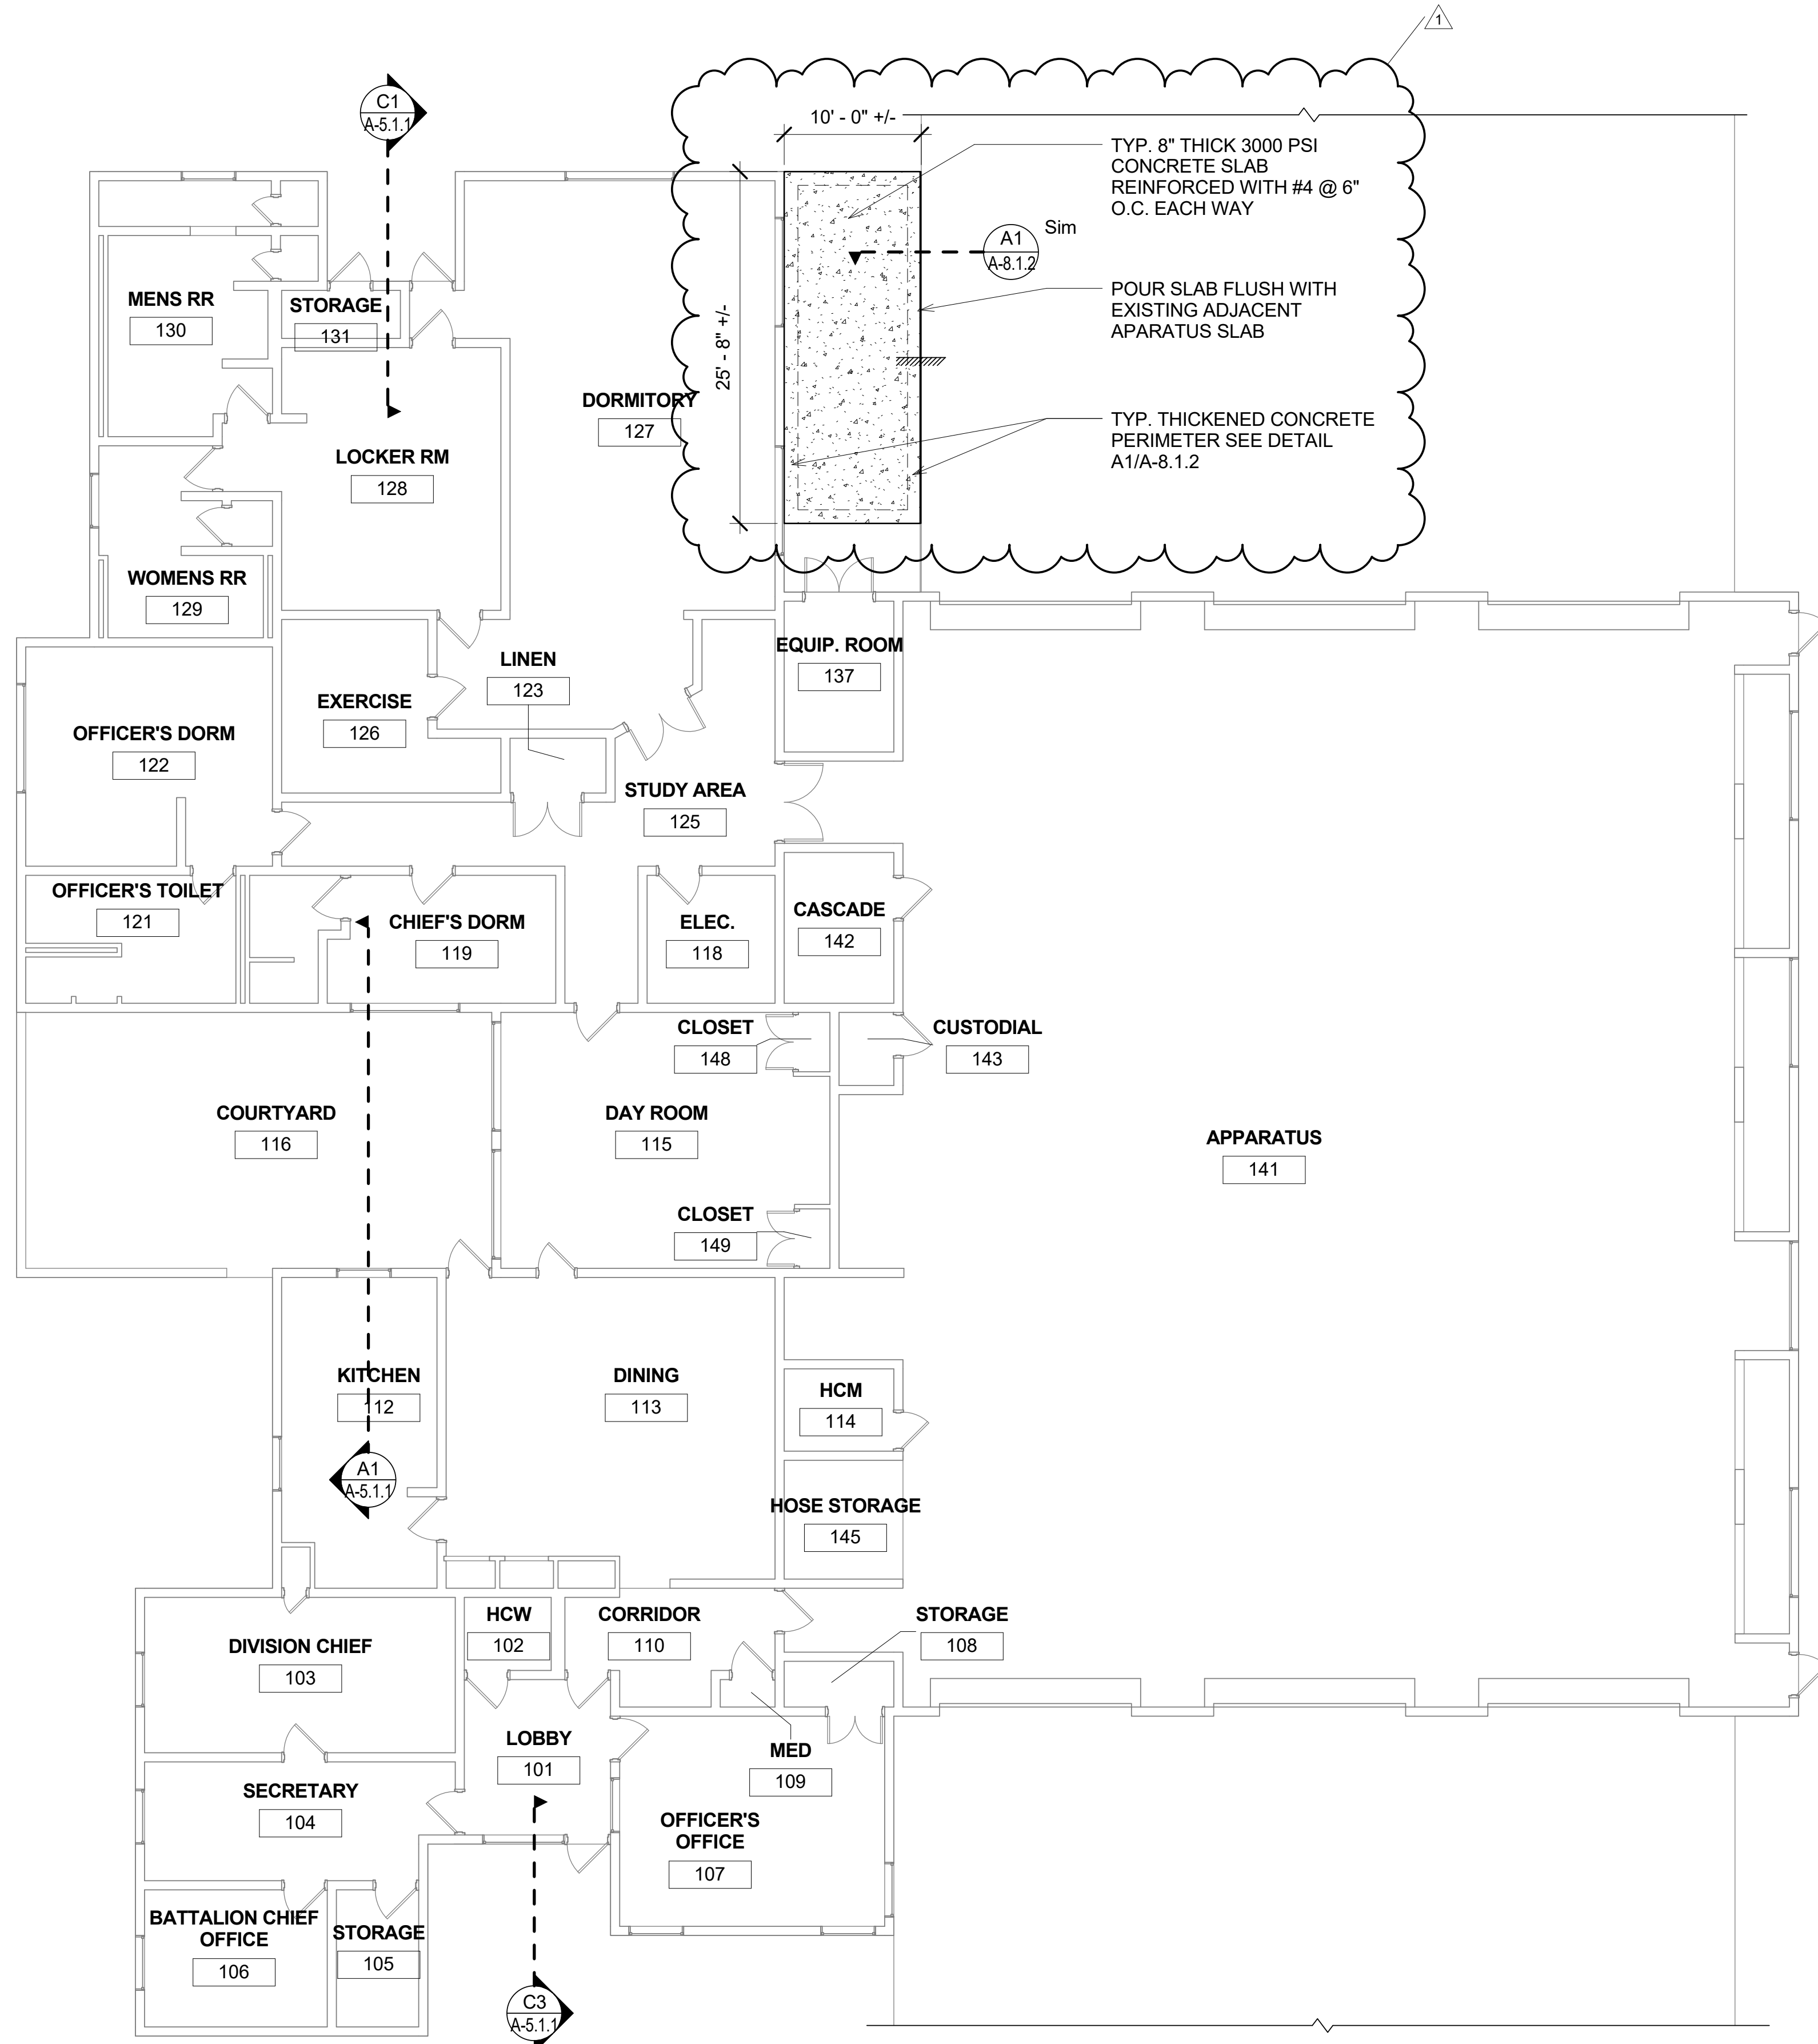 1
C1
A-5.1.1
10' - 0" +/-
TYP. 8" THICK 3000 PSI
CONCRETE SLAB
REINFORCED WITH #4 @ 6"
O.C. EACH WAY
A1
A-8.1.2
Sim
POUR SLAB FLUSH WITH
EXISTING ADJACENT
APARATUS SLAB
25' - 8" +/-
TYP. THICKENED CONCRETE
PERIMETER SEE DETAIL
A1/A-8.1.2
MENS RR
130
STORAGE
131
DORMITORY
127
LOCKER RM
128
WOMENS RR
129
EQUIP. ROOM
137
LINEN
123
EXERCISE
126
OFFICER'S DORM
122
STUDY AREA
125
OFFICER'S TOILET
121
CHIEF'S DORM
119
ELEC.
118
CASCADE
142
CLOSET
148
CUSTODIAL
143
COURTYARD
116
DAY ROOM
115
APPARATUS
141
CLOSET
149
KITCHEN
112
DINING
113
HCM
114
A1
A-5.1.1
HOSE STORAGE
145
HCW
102
CORRIDOR
110
STORAGE
108
DIVISION CHIEF
103
LOBBY
101
MED
109
SECRETARY
104
OFFICER'S
OFFICE
107
BATTALION CHIEF
OFFICE
106
STORAGE
105
C3
A-5.1.1